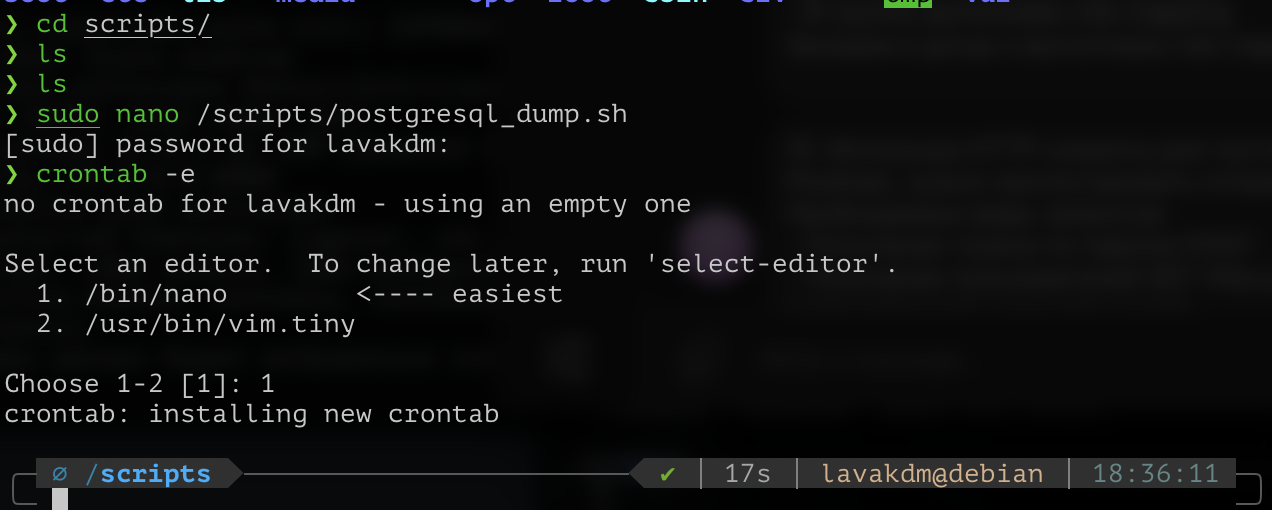 ❯ cd scripts/
❯ ls
❯ ls
❯ sudo nano /scripts/postgresql_dump.sh
[sudo] password for lavakdm:
❯ crontab -e
no crontab for lavakdm - using an empty one
Select an editor.  To change later, run 'select-editor'.
  1. /bin/nano        <---- easiest
  2. /usr/bin/vim.tiny
Choose 1-2 [1]: 1
crontab: installing new crontab
∅ /scripts ✔ 17s lavakdm@debian 18:36:11